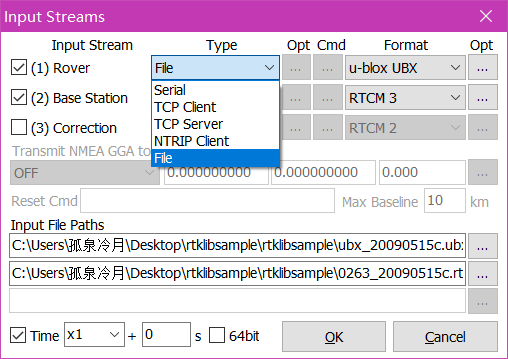 Input Streams
Input Stream Type Opt Cmd Format Opt
(1) Rover File ... ... u-blox UBX ...
(2) Base Station ... RTCM 3 ...
(3) Correction ... RTCM 2 ...
Serial
TCP Client
TCP Server
NTRIP Client
File
Transmit NMEA GGA to
OFF 0.000000000 0.000000000 0.000 ...
Reset Cmd Max Baseline 10 km
Input File Paths
C:\Users\孤泉冷月\Desktop\rtklibsample\rtklibsample\ubx_20090515c.ubx ...
C:\Users\孤泉冷月\Desktop\rtklibsample\rtklibsample\0263_20090515c.rt ...
...
Time x1 + 0 s 64bit OK Cancel